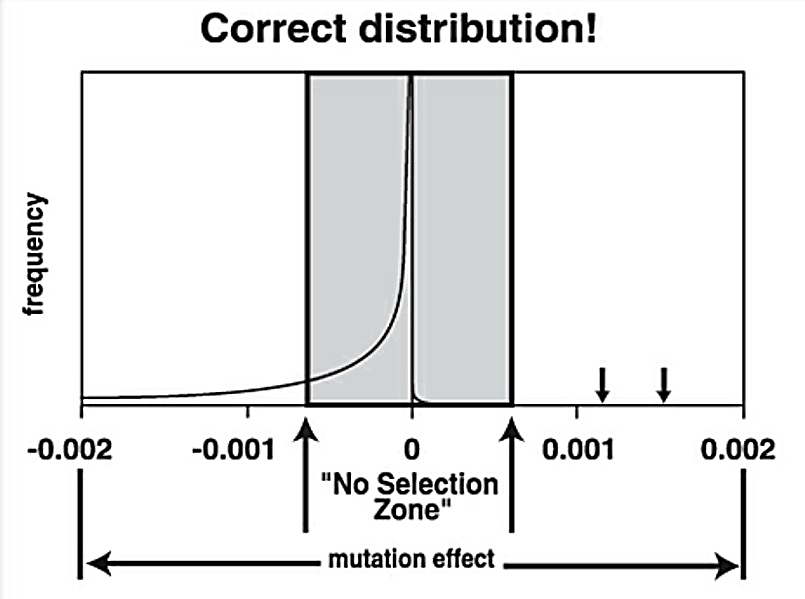 Correct distribution!
frequency
-0.002
-0.001
0
0.001
0.002
"No Selection
Zone"
mutation effect